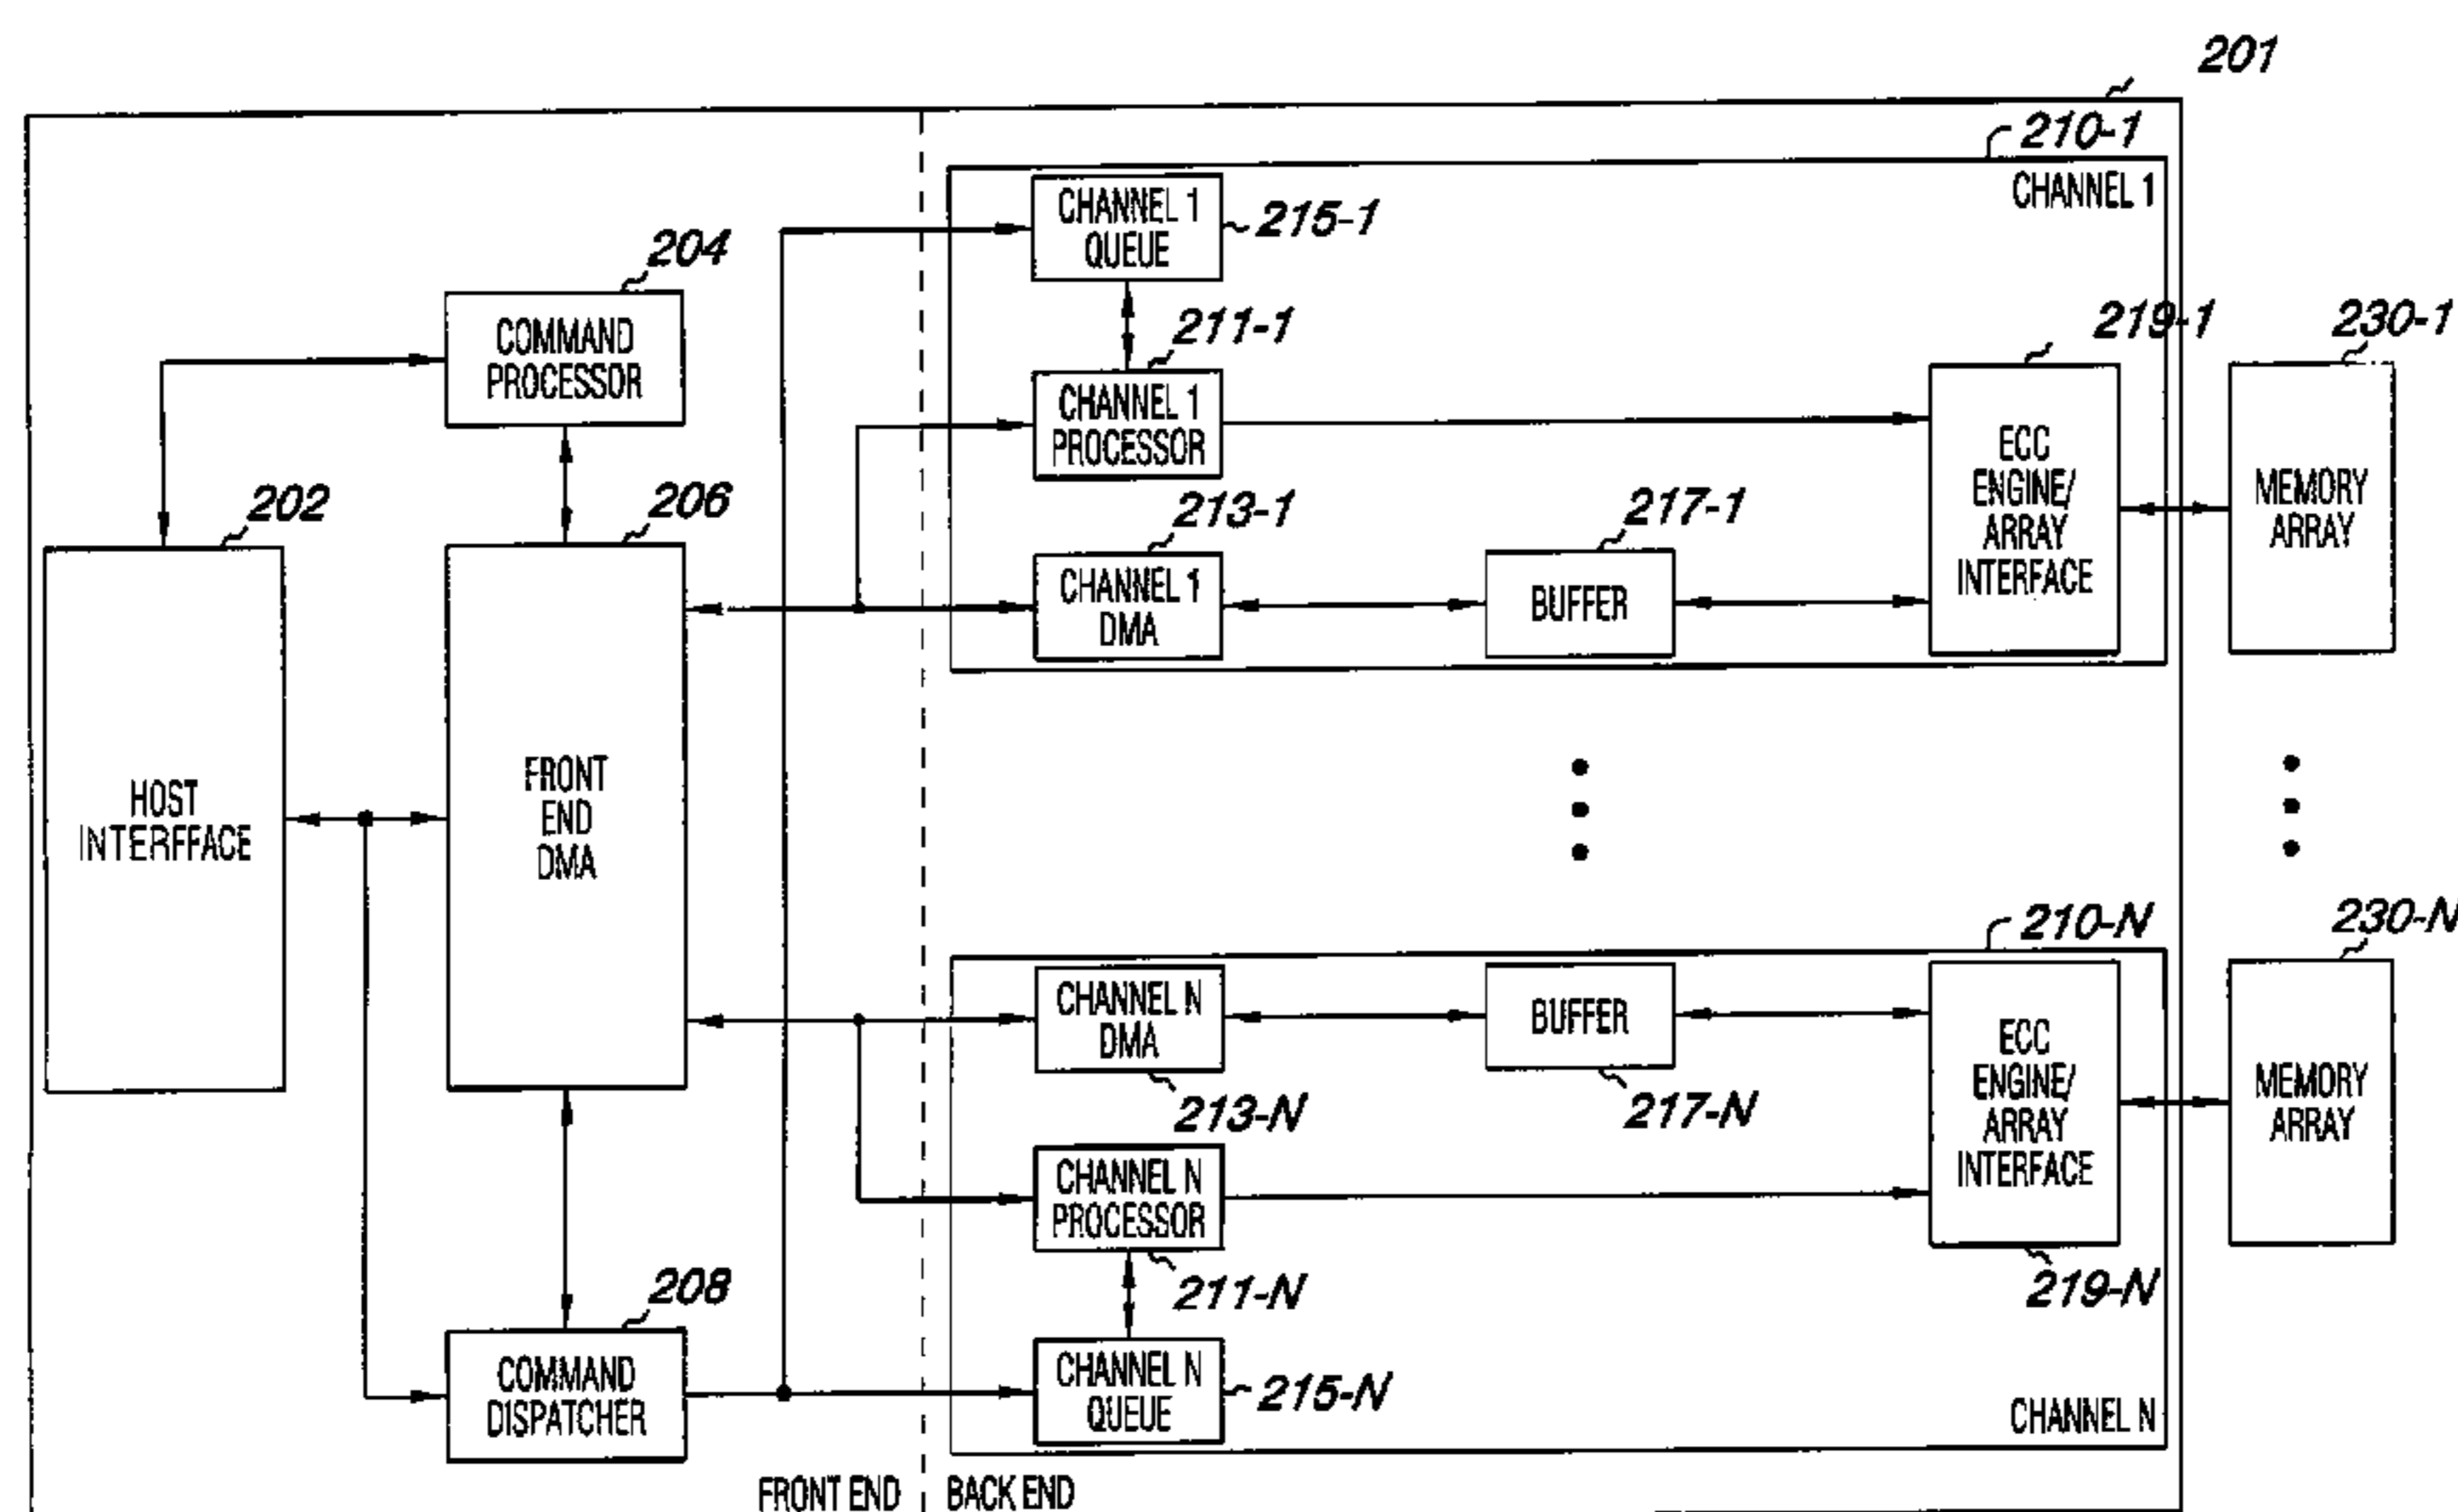 201
210-1
CHANNEL 1
CHANNEL 1
QUEUE
215-1
204
COMMAND
PROCESSOR
211-1
CHANNEL 1
PROCESSOR
219-1
ECC
ENGINE/
ARRAY
INTERFACE
230-1
MEMORY
ARRAY
202
HOST
INTERFFACE
206
FRONT
END
DMA
213-1
CHANNEL 1
DMA
217-1
BUFFER
210-N
230-N
CHANNEL N
DMA
213-N
BUFFER
217-N
ECC
ENGINE/
ARRAY
INTERFACE
219-N
MEMORY
ARRAY
CHANNEL N
PROCESSOR
211-N
208
COMMAND
DISPATCHER
CHANNEL N
QUEUE
215-N
CHANNEL N
FRONT END
BACK END